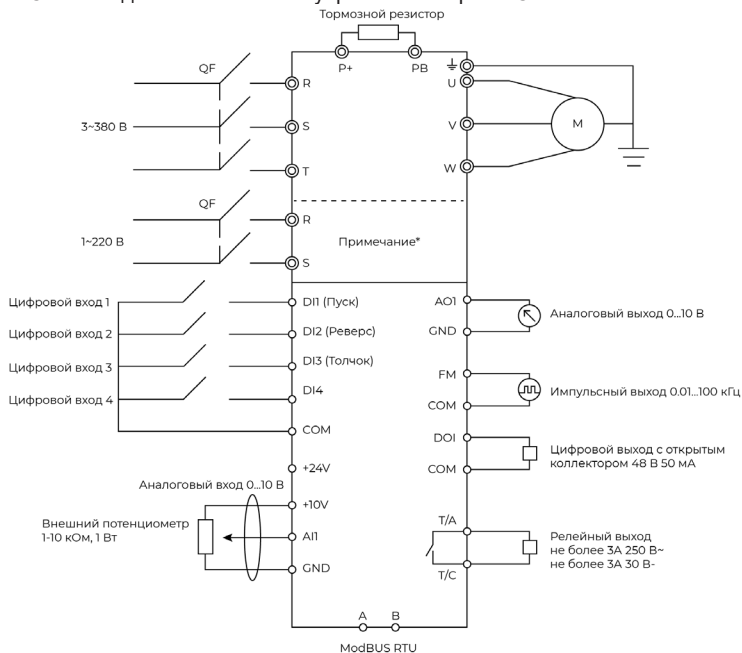 Тормозной резистор
P+
PB
QF
R
U
3~380 В
S
V
M
T
W
QF
R
1~220 В
Примечание*
S
Цифровой вход 1
DI1 (Пуск)
AO1
Аналоговый выход 0...10 В
Цифровой вход 2
DI2 (Реверс)
GND
Цифровой вход 3
DI3 (Толчок)
FM
Импульсный выход 0.01...100 кГц
Цифровой вход 4
DI4
COM
COM
DOI
Цифровой выход с открытым
коллектором 48 В 50 мА
+24V
COM
Аналоговый вход 0...10 В
+10V
Внешний потенциометр
1-10 кОм, 1 Вт
AI1
GND
T/A
Релейный выход
не более 3А 250 В~
не более 3А 30 В-
T/C
A
B
ModBUS RTU